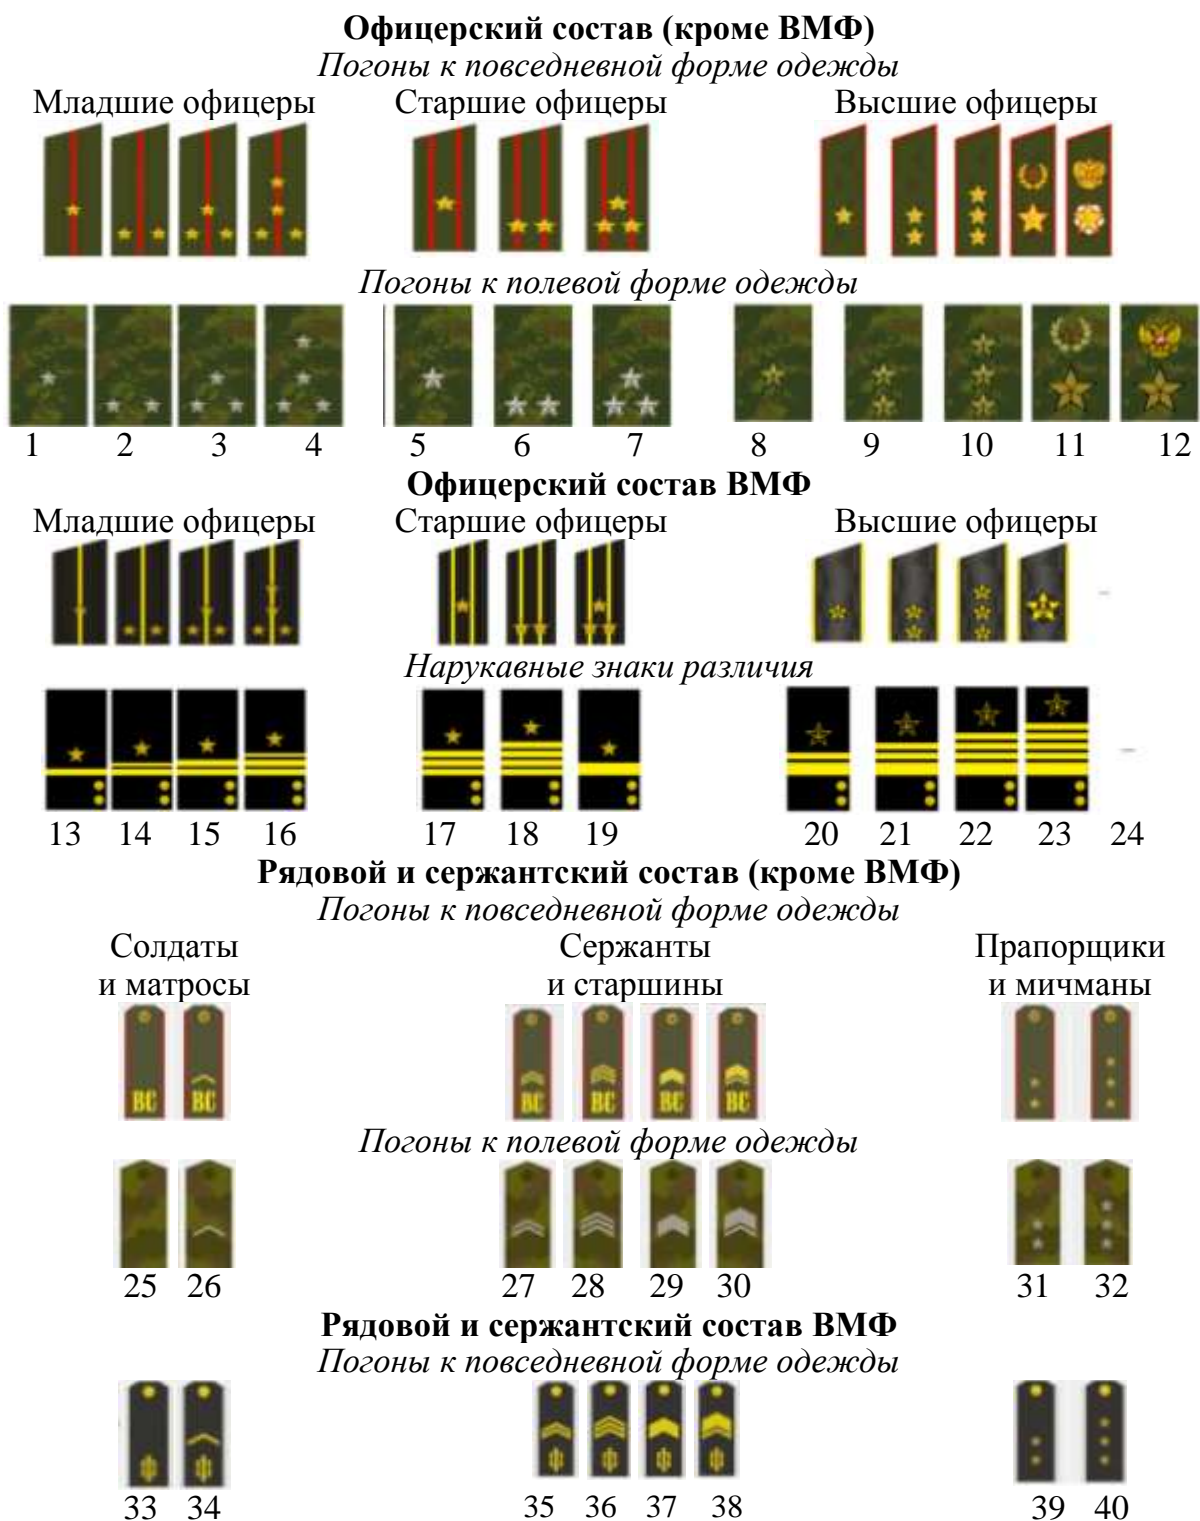 Офицерский состав (кроме ВМФ)
Погоны к повседневной форме одежды
Младшие офицеры Старшие офицеры Высшие офицеры
Погоны к полевой форме одежды
1 2 3 4 5 6 7 8 9 10 11 12
Офицерский состав ВМФ
Младшие офицеры Старшие офицеры Высшие офицеры
Нарукавные знаки различия
13 14 15 16 17 18 19 20 21 22 23 24
Рядовой и сержантский состав (кроме ВМФ)
Погоны к повседневной форме одежды
Солдаты Сержанты Прапорщики
и матросы и старшины и мичманы
ВС ВС ВС ВС ВС ВС
Погоны к полевой форме одежды
25 26 27 28 29 30 31 32
Рядовой и сержантский состав ВМФ
Погоны к повседневной форме одежды
Ф Ф Ф Ф Ф Ф
33 34 35 36 37 38 39 40